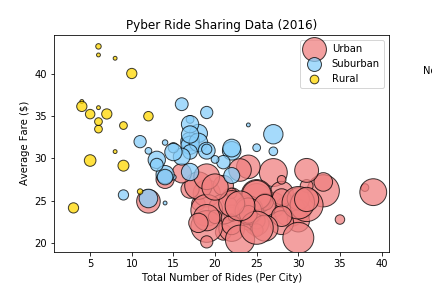 Pyber Ride Sharing Data (2016)
Urban
Suburban
Rural
Average Fare ($)
40
35
30
25
20
5
10
15
20
25
30
35
40
Total Number of Rides (Per City)